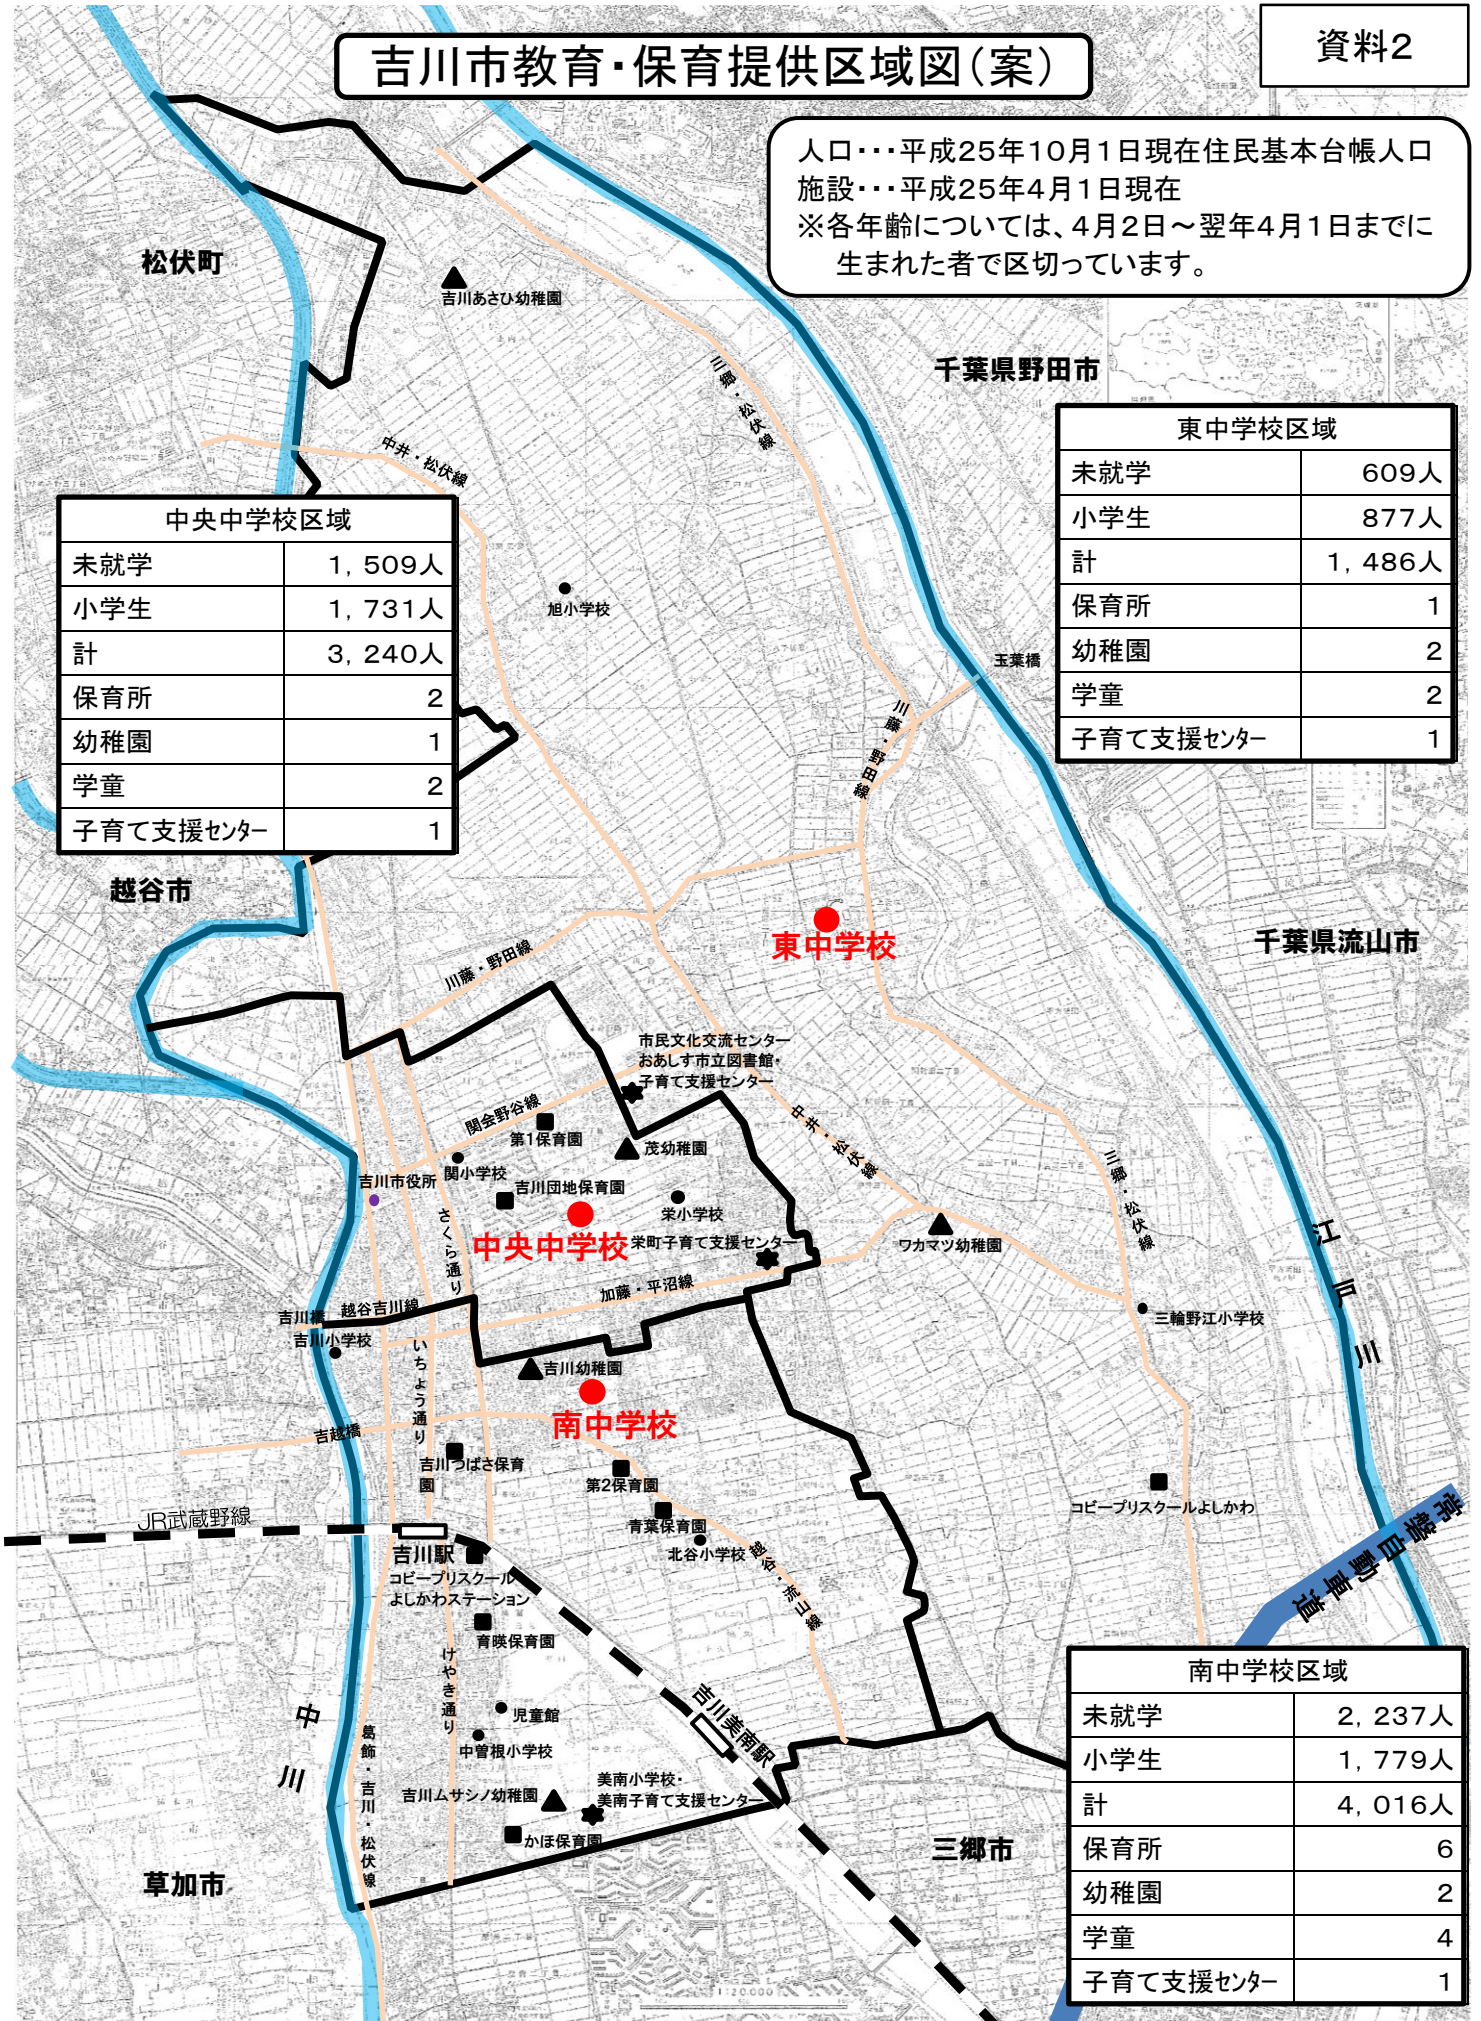 吉川市教育・保育提供区域図(案)
資料2
人口・・・平成25年10月1日現在住民基本台帳人口
施設・・・平成25年4月1日現在
※各年齢については、4月2日～翌年4月1日までに
生まれた者で区切っています。
松伏町
吉川あさひ幼稚園
千葉県野田市
三郷・松伏線
中井・松伏線
東中学校区域
未就学 609人
小学生 877人
計 1,486人
保育所 1
幼稚園 2
学童 2
子育て支援センター 1
中央中学校区域
未就学 1,509人
小学生 1,731人
計 3,240人
保育所 2
幼稚園 1
学童 2
子育て支援センター 1
旭小学校
玉葉橋
川藤・野田線
越谷市
東中学校
千葉県流山市
川藤・野田線
市民文化交流センター
おあしす市立図書館・
子育て支援センター
関会野谷線
第1保育園
茂幼稚園
中井・松伏線
関小学校
吉川市役所
吉川団地保育園
栄小学校
三郷・松伏線
さくら通り
中央中学校
栄町子育て支援センター
ワカマツ幼稚園
江戸川
加藤・平沼線
越谷吉川線
吉川橋
吉川小学校
三輪野江小学校
いちょう通り
吉川幼稚園
南中学校
吉越橋
吉川つばさ保育
園
第2保育園
コビープリスクールよしかわ
青葉保育園
北谷小学校
常磐自動車道
JR武蔵野線
吉川駅
コビープリスクール
よしかわステーション
越谷・流山線
育暎保育園
けやき通り
吉川美南駅
中川
児童館
中曽根小学校
葛飾・吉川・松伏線
吉川ムサシノ幼稚園
美南小学校・
美南子育て支援センター
かほ保育園
草加市
三郷市
南中学校区域
未就学 2,237人
小学生 1,779人
計 4,016人
保育所 6
幼稚園 2
学童 4
子育て支援センター 1
1:20,000